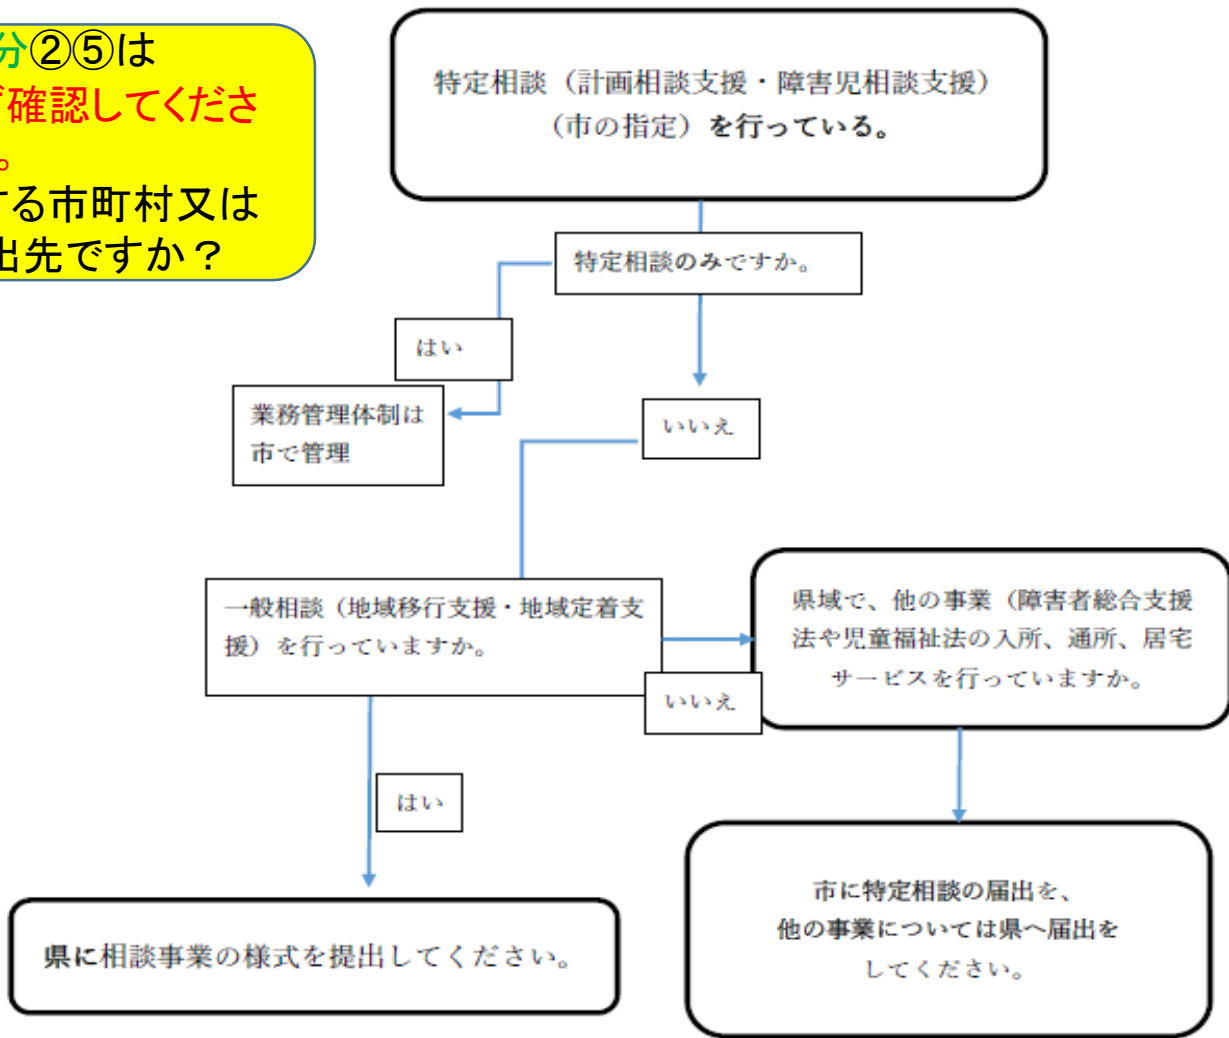 分②⑤は
確認してくださ
。
する市町村又は
出先ですか？
特定相談（計画相談支援・障害児相談支援）
（市の指定）を行っている。
特定相談のみですか。
はい
業務管理体制は
市で管理
いいえ
一般相談（地域移行支援・地域定着支
援）を行っていますか。
いいえ
県域で、他の事業（障害者総合支援
法や児童福祉法の入所、通所、居宅
サービスを行っていますか。
はい
県に相談事業の様式を提出してください。
市に特定相談の届出を、
他の事業については県へ届出を
してください。